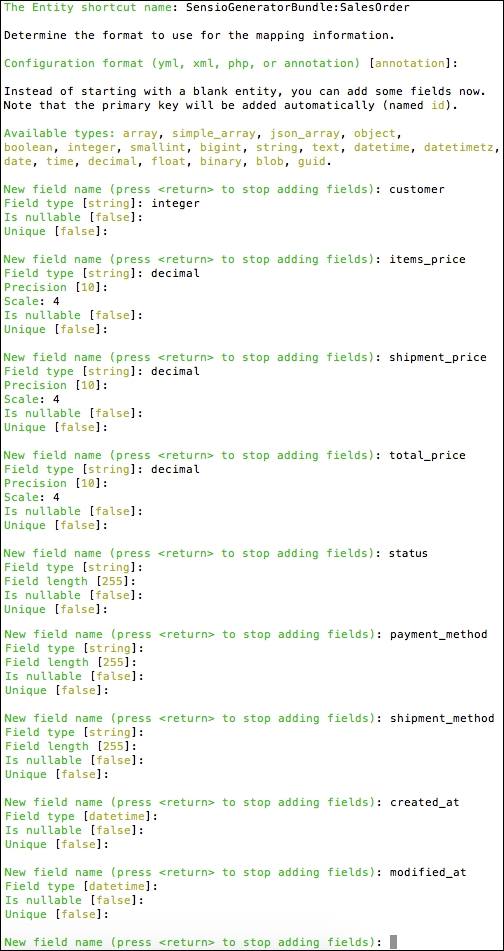 The Entity shortcut name: SensioGeneratorBundle:SalesOrder
Determine the format to use for the mapping information.
Configuration format (yml, xml, php, or annotation) [annotation]:
Instead of starting with a blank entity, you can add some fields now.
Note that the primary key will be added automatically (named id).
Available types: array, simple_array, json_array, object,
boolean, integer, smallint, bigint, string, text, datetime, datetimetz,
date, time, decimal, float, binary, blob, guid.
New field name (press <return> to stop adding fields): customer
Field type [string]: integer
Is nullable [false]:
Unique [false]:
New field name (press <return> to stop adding fields): items_price
Field type [string]: decimal
Precision [10]:
Scale: 4
Is nullable [false]:
Unique [false]:
New field name (press <return> to stop adding fields): shipment_price
Field type [string]: decimal
Precision [10]:
Scale: 4
Is nullable [false]:
Unique [false]:
New field name (press <return> to stop adding fields): total_price
Field type [string]: decimal
Precision [10]:
Scale: 4
Is nullable [false]:
Unique [false]:
New field name (press <return> to stop adding fields): status
Field type [string]:
Field length [255]:
Is nullable [false]:
Unique [false]:
New field name (press <return> to stop adding fields): payment_method
Field type [string]:
Field length [255]:
Is nullable [false]:
Unique [false]:
New field name (press <return> to stop adding fields): shipment_method
Field type [string]:
Field length [255]:
Is nullable [false]:
Unique [false]:
New field name (press <return> to stop adding fields): created_at
Field type [datetime]:
Is nullable [false]:
Unique [false]:
New field name (press <return> to stop adding fields): modified_at
Field type [datetime]:
Is nullable [false]:
Unique [false]:
New field name (press <return> to stop adding fields):